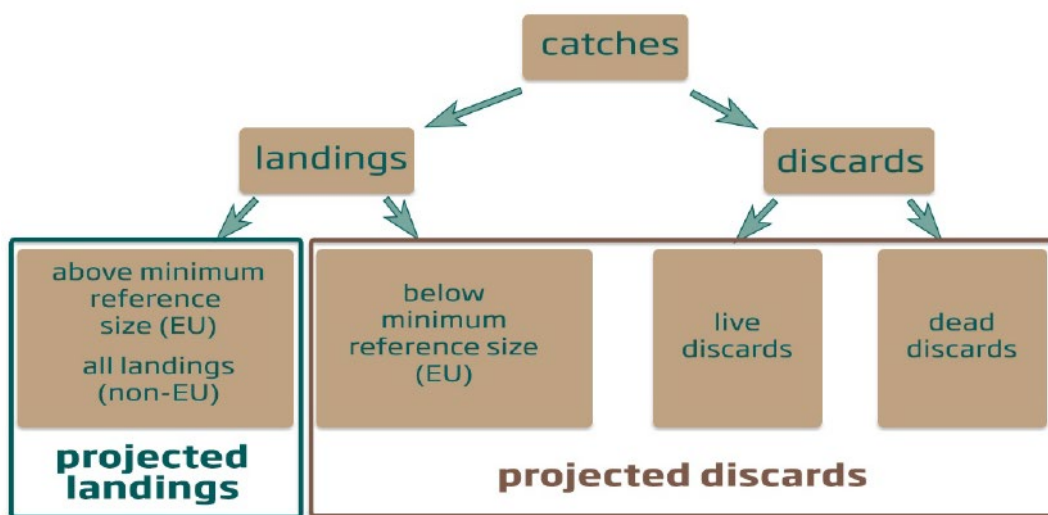 catches
landings
discards
above minimum
reference
size (EU)
all landings
(non-EU)
below
minimum
reference size
(EU)
live
discards
dead
discards
projected
landings
projected discards